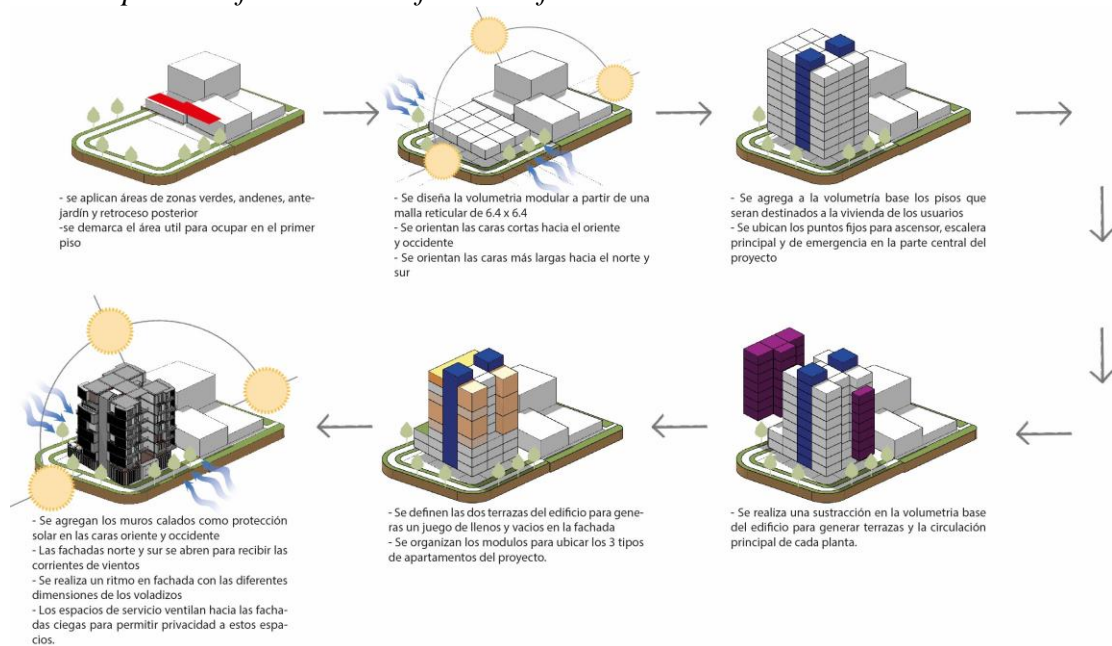 - se aplican áreas de zonas verdes, andenes, ante-
jardín y retroceso posterior
-se demarca el área util para ocupar en el primer
piso
- Se diseña la volumetria modular a partir de una
malla reticular de 6.4 x 6.4
- Se orientan las caras cortas hacia el oriente
y occidente
- Se orientan las caras más largas hacia el norte y
sur
- Se agrega a la volumetría base los pisos que
seran destinados a la vivienda de los usuarios
- Se ubican los puntos fijos para ascensor, escalera
principal y de emergencia en la parte central del
proyecto
- Se agregan los muros calados como protección
solar en las caras oriente y occidente
- Las fachadas norte y sur se abren para recibir las
corrientes de vientos
- Se realiza un ritmo en fachada con las diferentes
dimensiones de los voladizos
- Los espacios de servicio ventilan hacia las facha-
das ciegas para permitir privacidad a estos espa-
cios.
- Se definen las dos terrazas del edificio para gene-
ras un juego de llenos y vacios en la fachada
- Se organizan los modulos para ubicar los 3 tipos
de apartamentos del proyecto.
- Se realiza una sustracción en la volumetria base
del edificio para generar terrazas y la circulación
principal de cada planta.